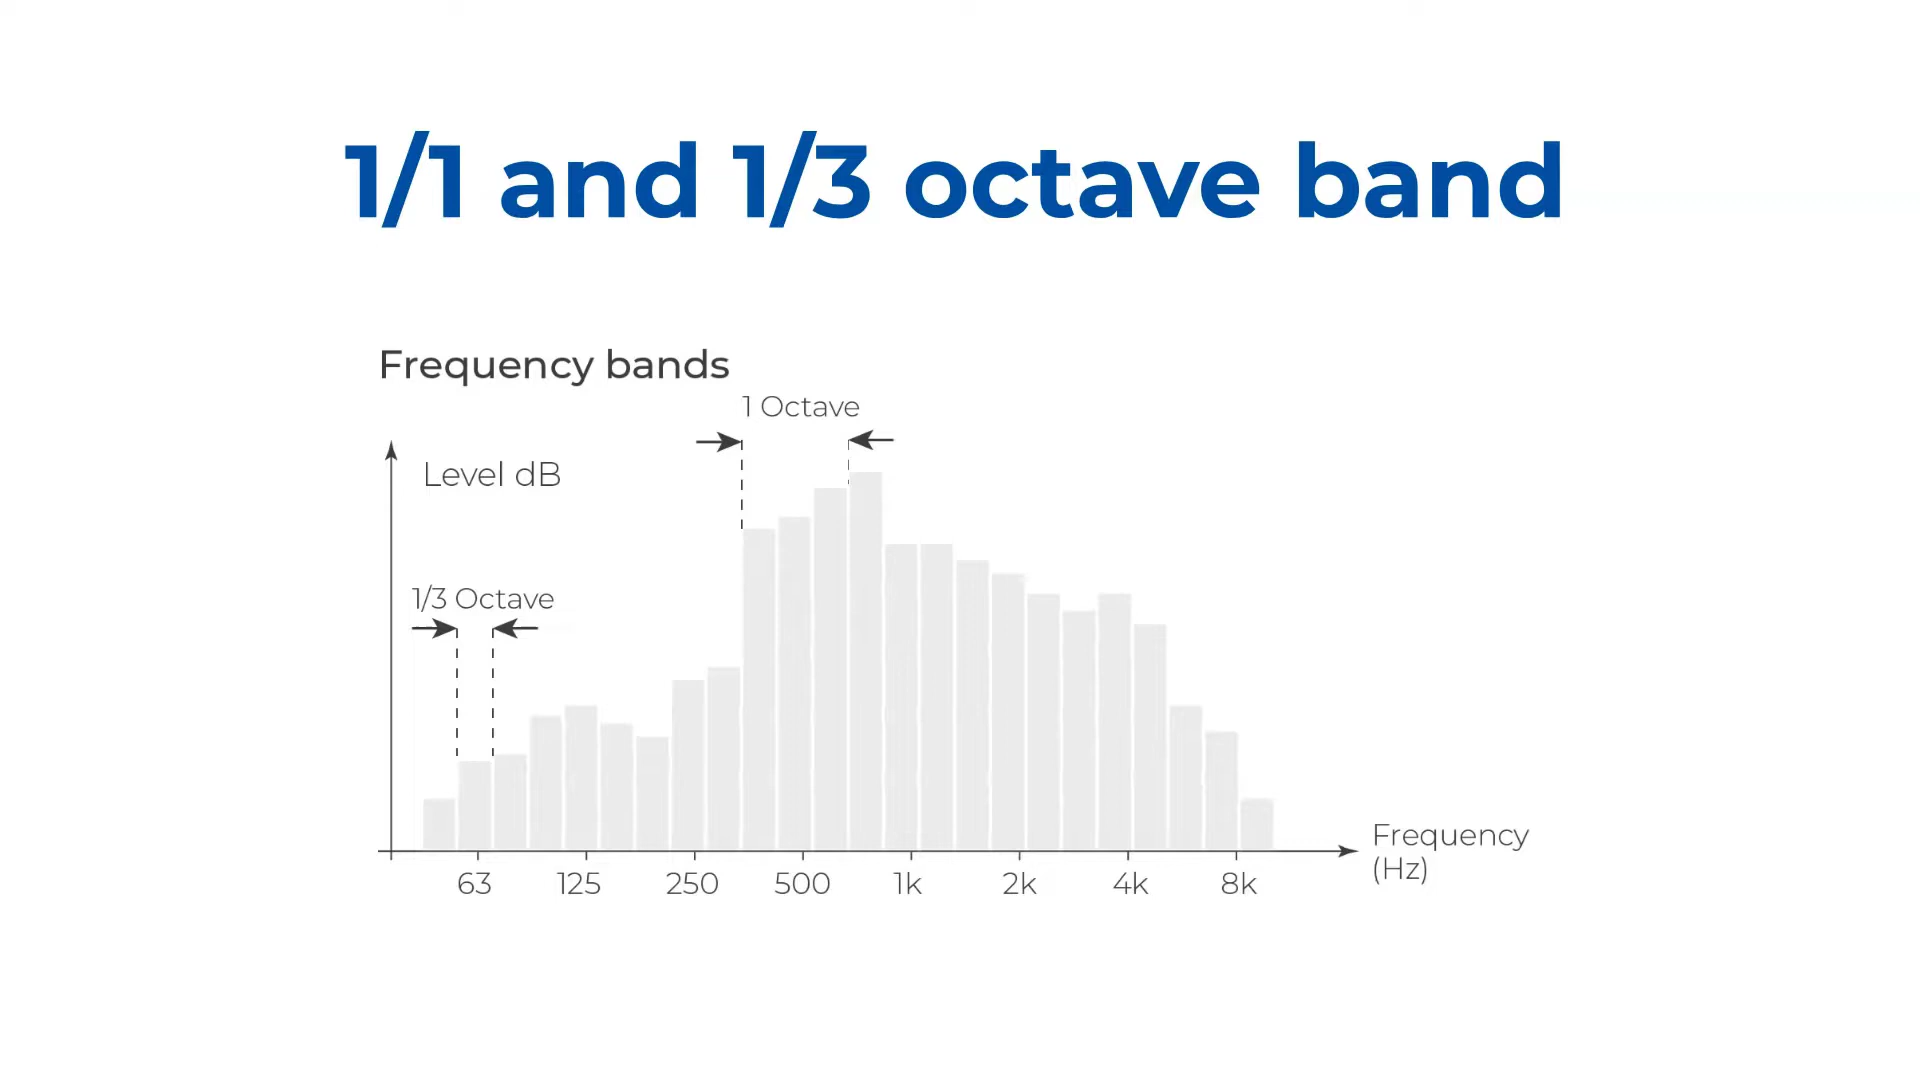 1/1 and 1/3 octave band
Frequency bands
1 Octave
Level dB
1/3 Octave
Frequency
(Hz)
63 125 250 500 1k 2k 4k 8k